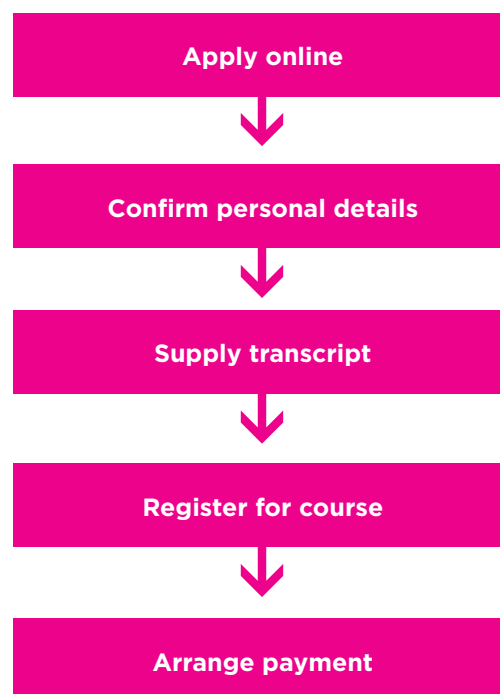 Apply online
Confirm personal details
Supply transcript
Register for course
Arrange payment